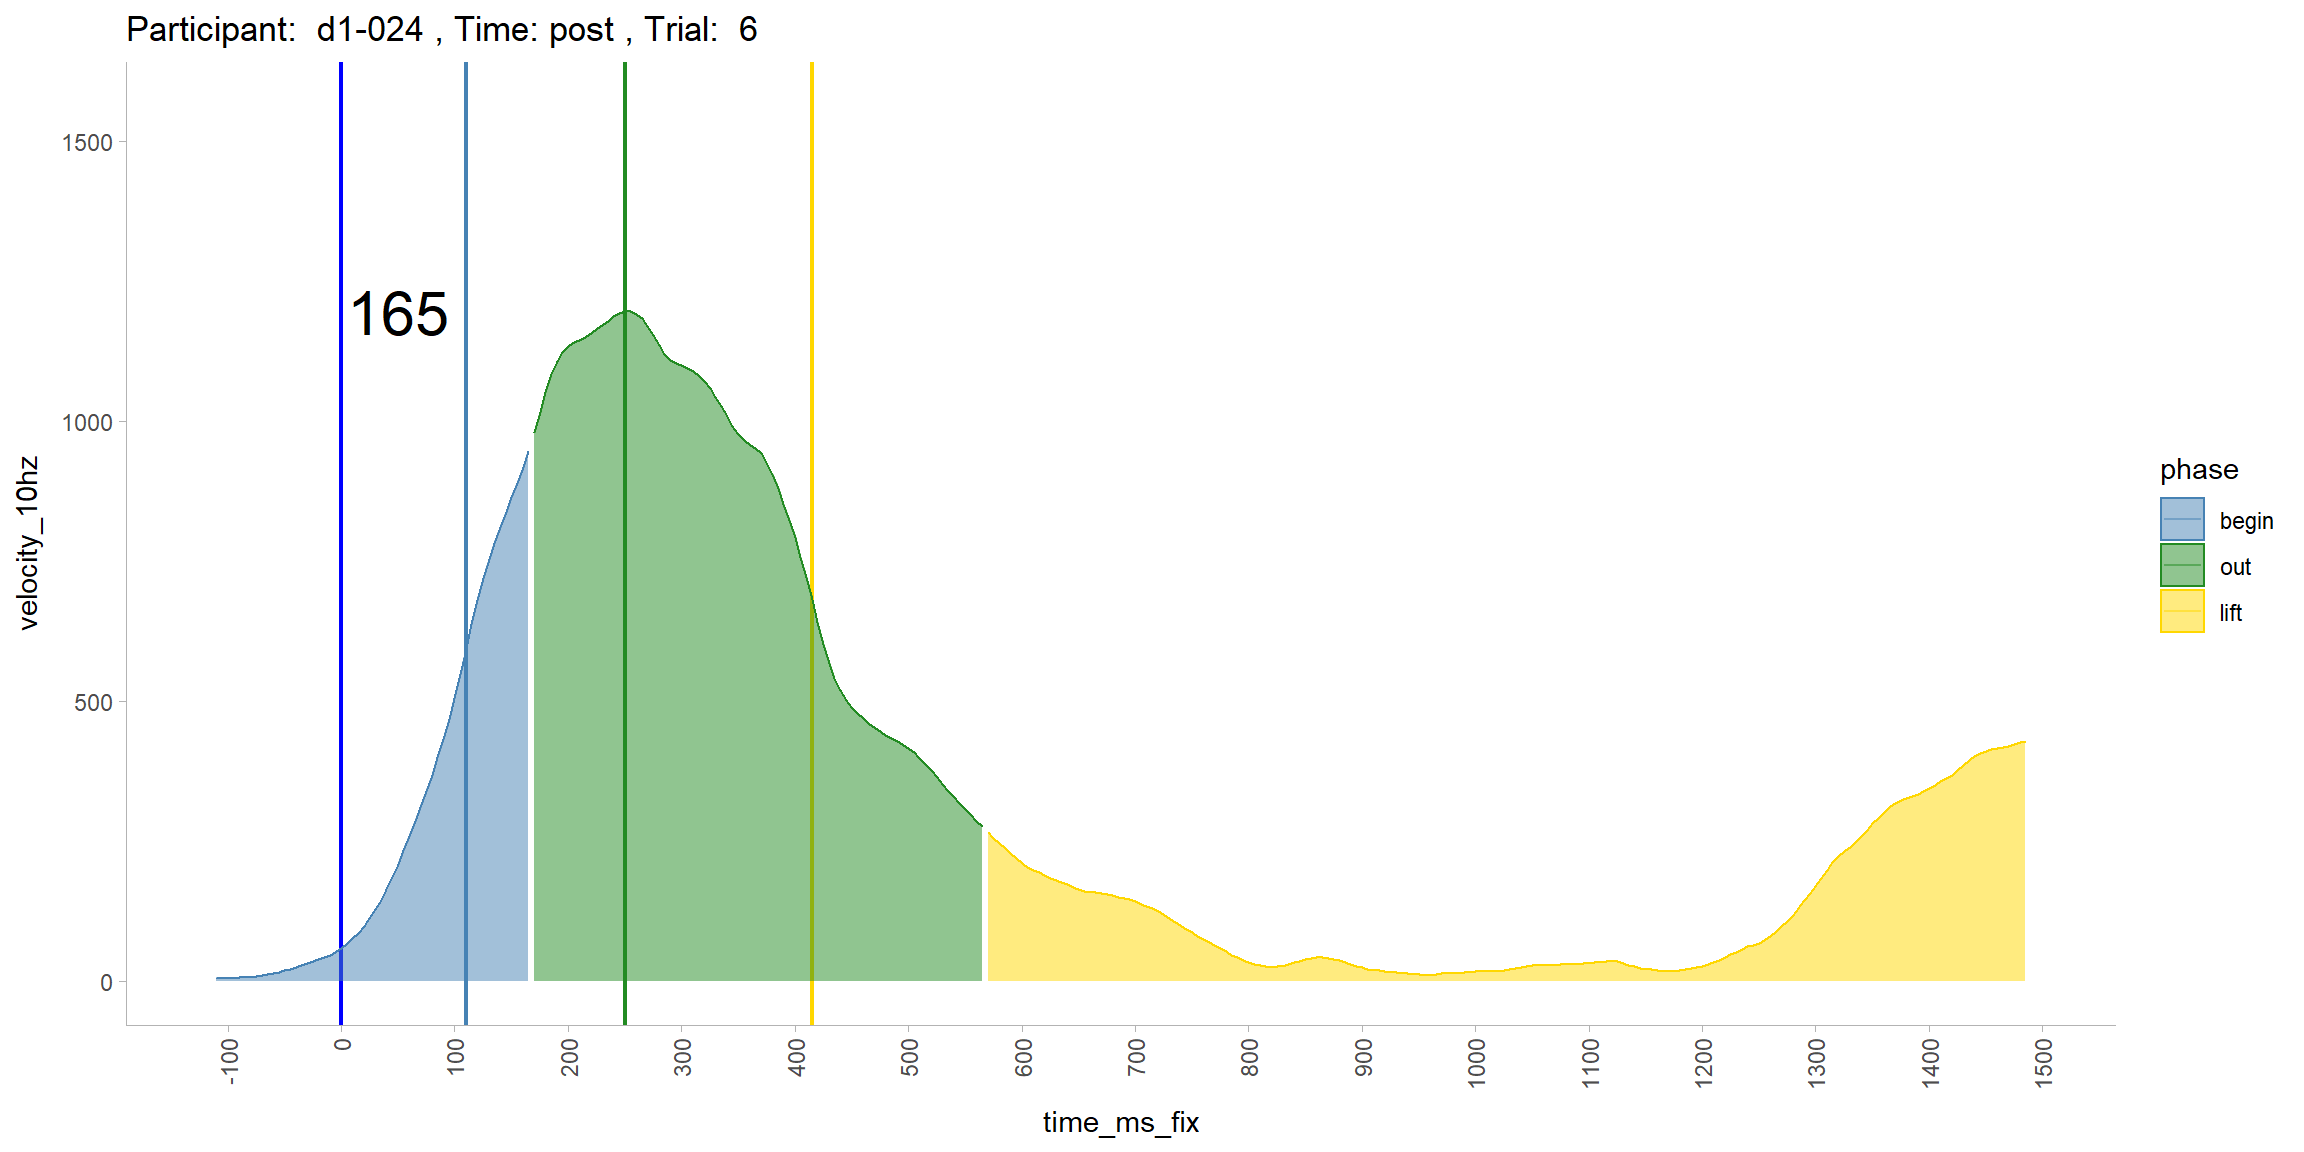 Participant:  d1-024 , Time: post , Trial:  6
1500
1000
500
0
velocity_10hz
165
-100 0 100 200 300 400 500 600 700 800 900 1000 1100 1200 1300 1400 1500
time_ms_fix
phase
begin
out
lift